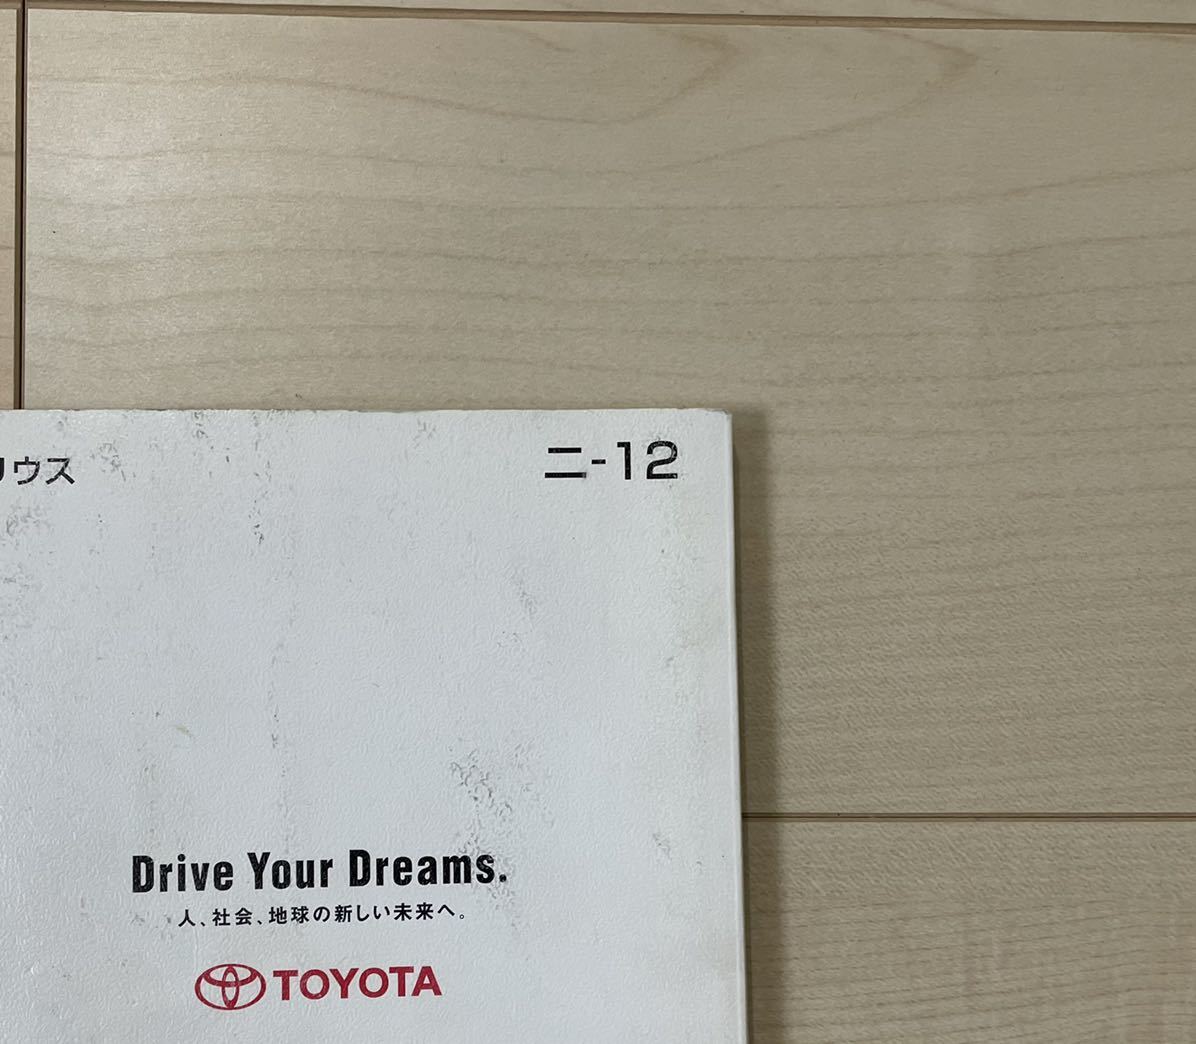 リウス
ニ-12
Drive Your Dreams.
人、社会、地球の新しい未来へ。
TOYOTA